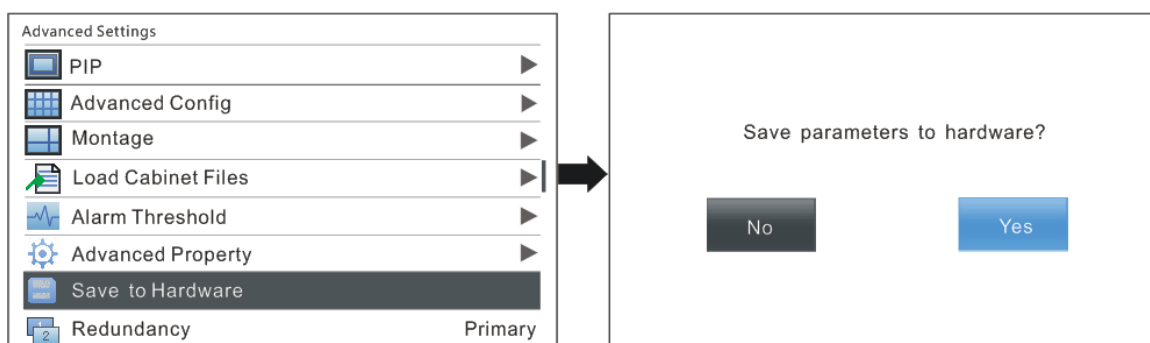 Advanced Settings
PIP
Advanced Config
Montage
Load Cabinet Files
Alarm Threshold
Advanced Property
Save to Hardware
2 Redundancy Primary
Save parameters to hardware?
No Yes